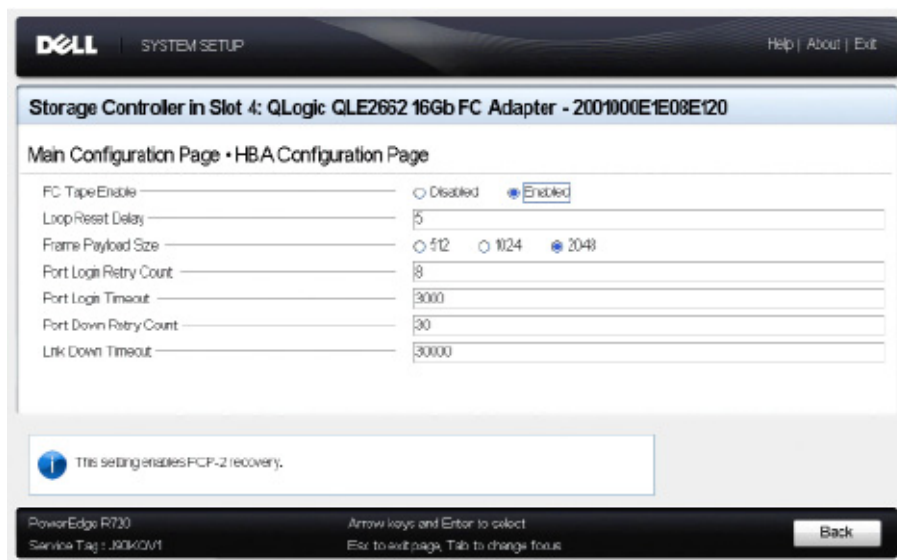 DELL SYSTEM SETUP Help | About | Exit
Storage Controller in Slot 4: QLogic QLE2662 16Gb FC Adapter - 2001000E1E08E120
Main Configuration Page • HBA Configuration Page
FC Tape Enable Disabled Enabled
Loop Reset Delay 5
Frame Payload Size 512 1024 2048
Port Login Retry Count 8
Port Login Timeout 3000
Port Down Retry Count 30
Link Down Timeout 30000
This setting enables FCP-2 recovery.
PowerEdge R720 Arrow keys and Enter to select
Service Tag : J90KQV1 Esc to exit page, Tab to change focus Back